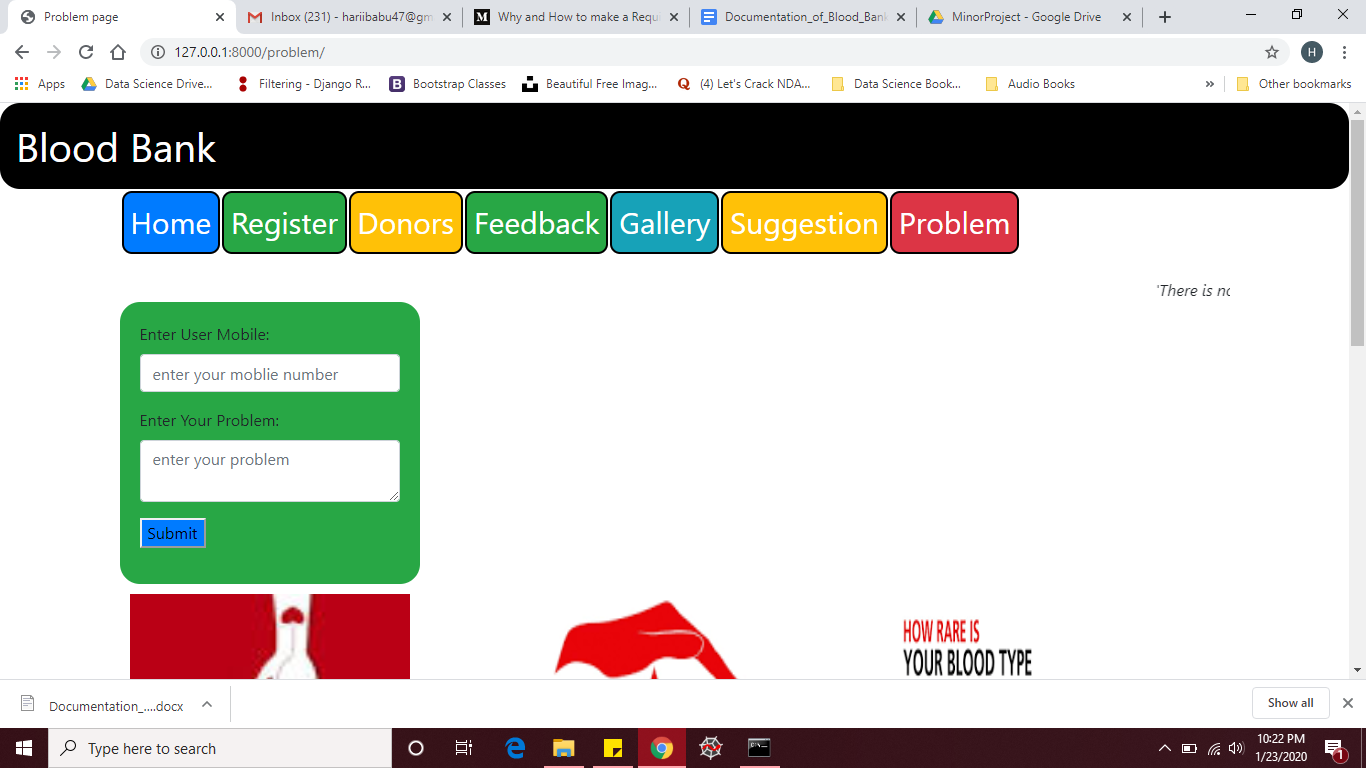 Problem page
Inbox (231) - hariibabu47@gm
Why and How to make a Requ
Documentation_of_Blood_Bank
MinorProject - Google Drive
127.0.0.1:8000/problem/
H
Apps
Data Science Drive...
Filtering - Django R...
B Bootstrap Classes
Beautiful Free Imag...
(4) Let's Crack NDA...
Data Science Book...
Audio Books
»
Other bookmarks
Blood Bank
Home Register Donors Feedback Gallery Suggestion Problem
'There is no
Enter User Mobile:
enter your moblie number
Enter Your Problem:
enter your problem
Submit
HOW RARE IS
YOUR BLOOD TYPE
Documentation_....docx
Show all
Type here to search
10:22 PM
1/23/2020
1